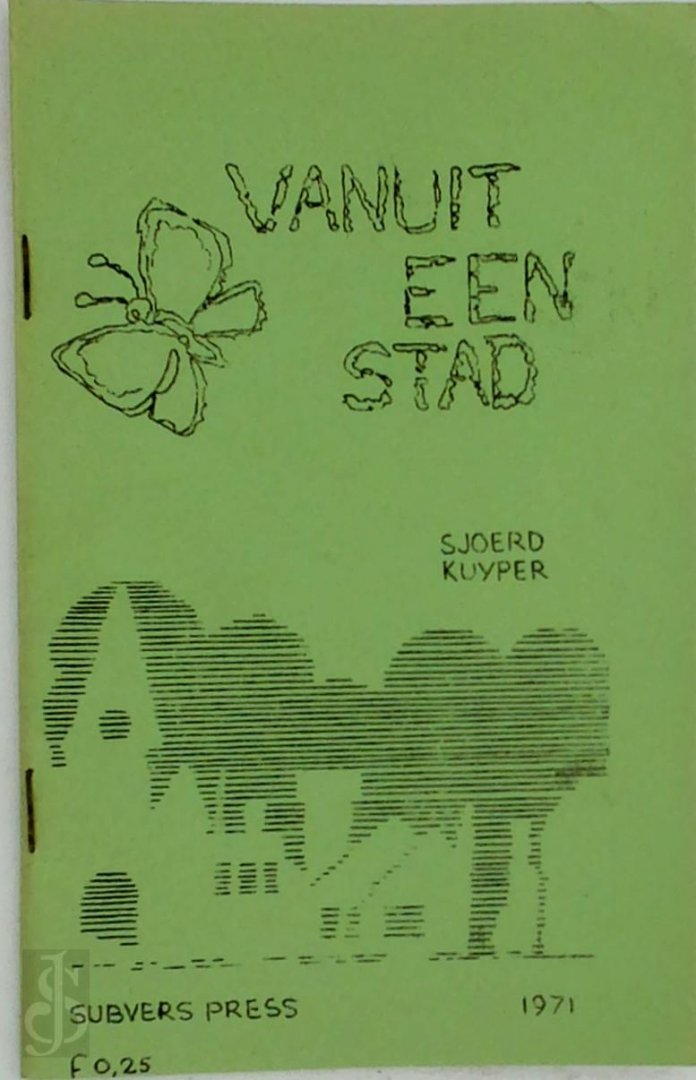 VANUIT
EEN
STAD
SJOERD
KUYPER
SUBVERS PRESS 1971
f 0,25